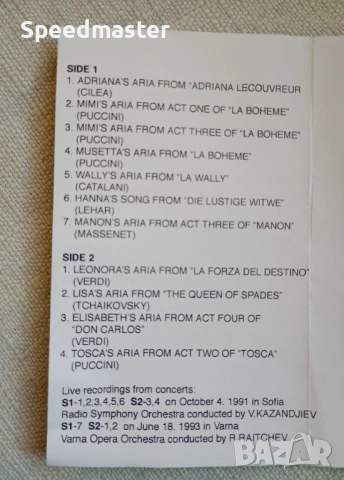 Speedmaster
SIDE 1
1. ADRIANA'S ARIA FROM "ADRIANA LECOUVREUR
(CILEA)
2. MIMI'S ARIA FROM ACT ONE OF "LA BOHEME"
(PUCCINI)
3. MIMI'S ARIA FROM ACT THREE OF "LA BOHEME"
(PUCCINI)
4. MUSETTA'S ARIA FROM "LA BOHEME"
(PUCCINI)
5. WALLY'S ARIA FROM "LA WALLY"
(CATALANI)
6. HANNA'S SONG FROM "DIE LUSTIGE WITWE"
(LEHAR)
7. MANON'S ARIA FROM ACT THREE OF "MANON"
(MASSENET)
SIDE 2
1. LEONORA'S ARIA FROM "LA FORZA DEL DESTINO"
(VERDI)
2. LISA'S ARIA FROM "THE QUEEN OF SPADES"
(TCHAIKOVSKY)
3. ELISABETH'S ARIA FROM ACT FOUR OF
"DON CARLOS"
(VERDI)
4. TOSCA'S ARIA FROM ACT TWO OF "TOSCA"
(PUCCINI)
Live recordings from concerts:
S1-1,2,3,4,5,6 S2-3,4 on October 4. 1991 in Sofia
Radio Symphony Orchestra conducted by V.KAZANDJIEV
S1-7 S2-1,2 on June 18. 1993 in Varna
Varna Opera Orchestra conducted by R.RAITCHEV
БАZАР